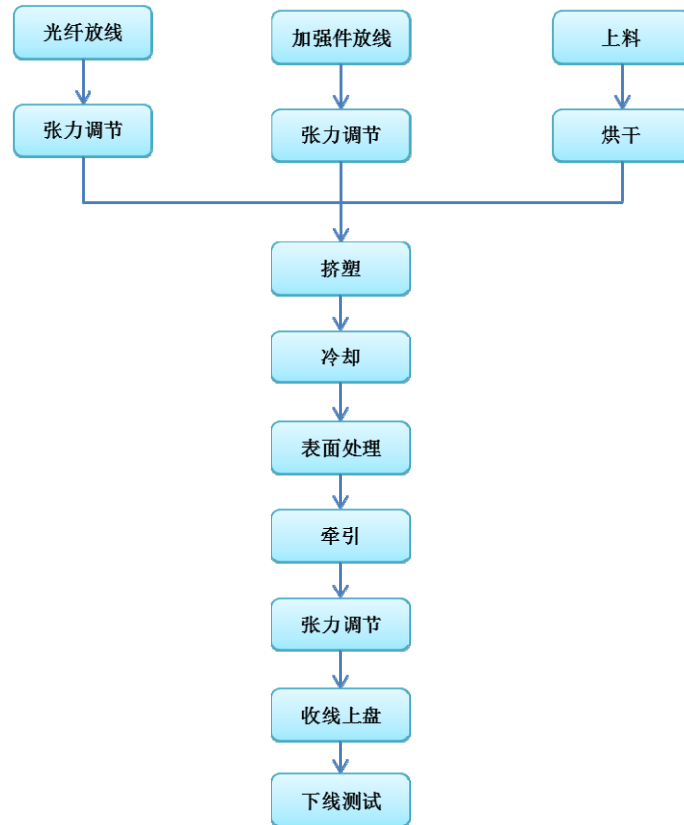 光纤放线
加强件放线
上料
张力调节
张力调节
烘干
挤塑
冷却
表面处理
牵引
张力调节
收线上盘
下线测试